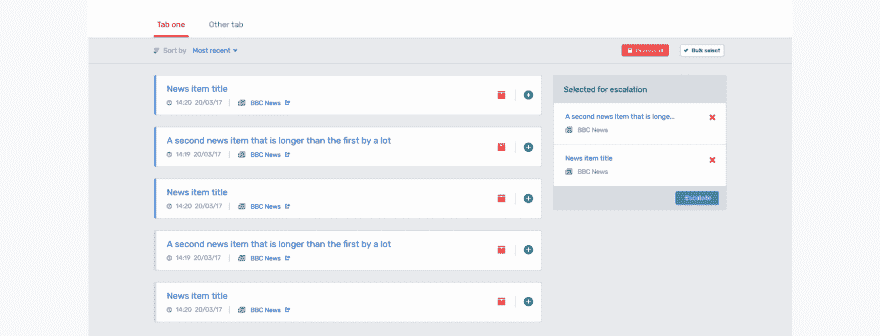 Tab one
Other tab
Sort by Most recent
Bulk select
News item title
14:20 20/03/17 | BBC News
A second news item that is longer than the first by a lot
14:19 20/03/17 | BBC News
News item title
14:20 20/03/17 | BBC News
A second news item that is longer than the first by a lot
14:19 20/03/17 | BBC News
News item title
14:20 20/03/17 | BBC News
Selected for escalation
A second news item that is longe...
BBC News
News item title
BBC News
Escalate